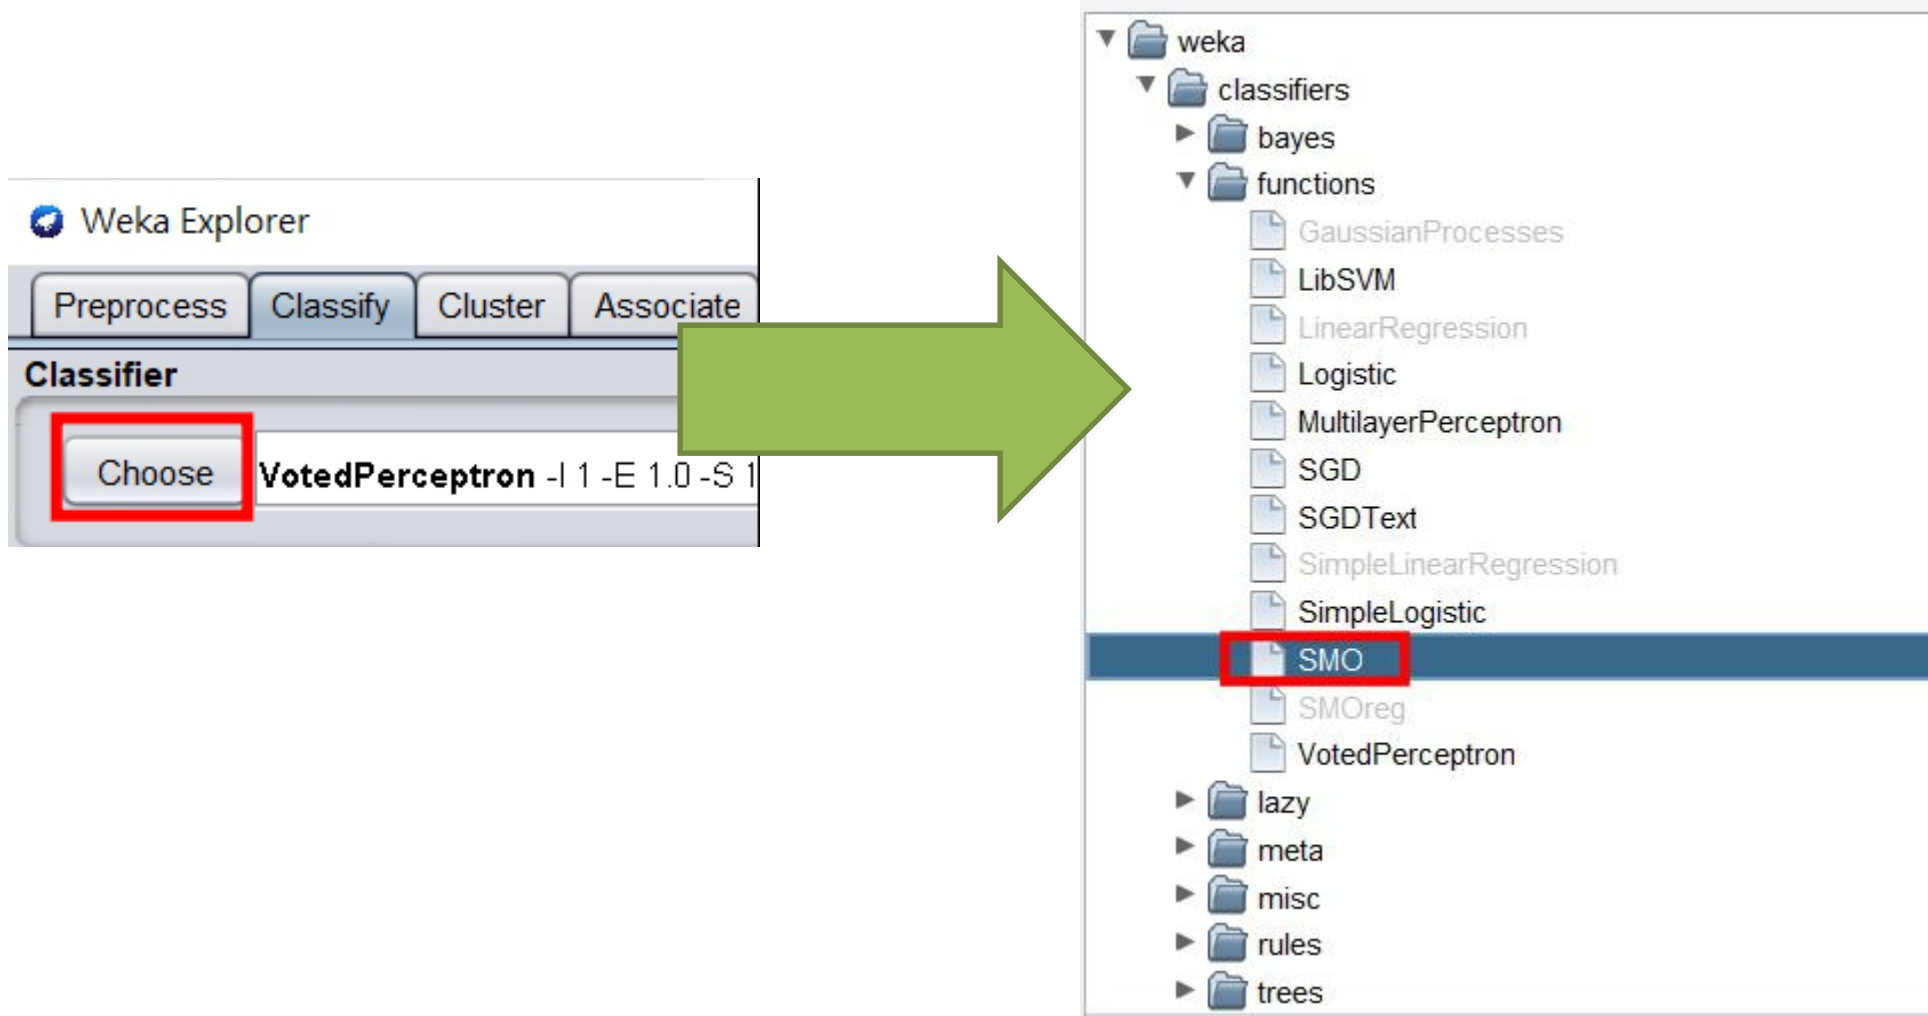 Weka Explorer
Preprocess Classify Cluster Associate
Classifier
Choose VotedPerceptron -I 1 -E 1.0 -S 1
weka
classifiers
bayes
functions
GaussianProcesses
LibSVM
LinearRegression
Logistic
MultilayerPerceptron
SGD
SGDText
SimpleLinearRegression
SimpleLogistic
SMO
SMOreg
VotedPerceptron
lazy
meta
misc
rules
trees